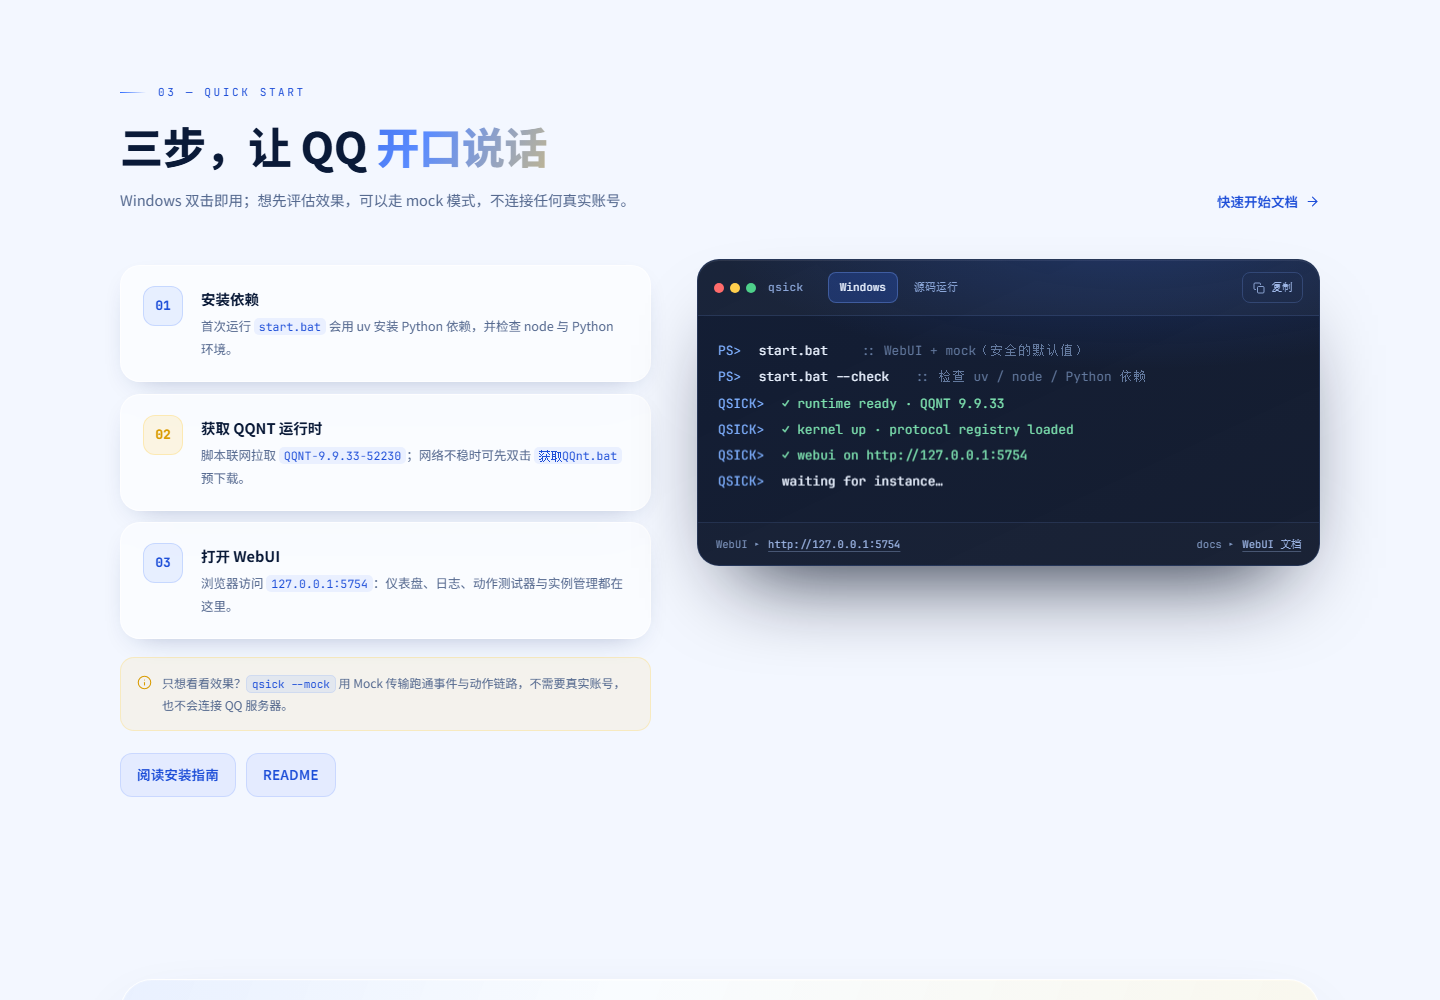 03 — QUICK START
三步，让 QQ 开口说话
Windows 双击即用；想先评估效果，可以走 mock 模式，不连接任何真实账号。
快速开始文档 →
01
安装依赖
首次运行 start.bat 会用 uv 安装 Python 依赖，并检查 node 与 Python
环境。
02
获取 QQNT 运行时
脚本联网拉取 QQNT-9.9.33-52230；网络不稳时可先双击 获取QQnt.bat
预下载。
03
打开 WebUI
浏览器访问 127.0.0.1:5754：仪表盘、日志、动作测试器与实例管理都在
这里。
只想看看效果？qsick --mock 用 Mock 传输跑通事件与动作链路，不需要真实账号，
也不会连接 QQ 服务器。
阅读安装指南
README
qsick
Windows
源码运行
复制
PS> start.bat :: WebUI + mock（安全的默认值）
PS> start.bat --check :: 检查 uv / node / Python 依赖
QSICK> ✓ runtime ready · QQNT 9.9.33
QSICK> ✓ kernel up · protocol registry loaded
QSICK> ✓ webui on http://127.0.0.1:5754
QSICK> waiting for instance…
WebUI ▸ http://127.0.0.1:5754
docs ▸ WebUI 文档